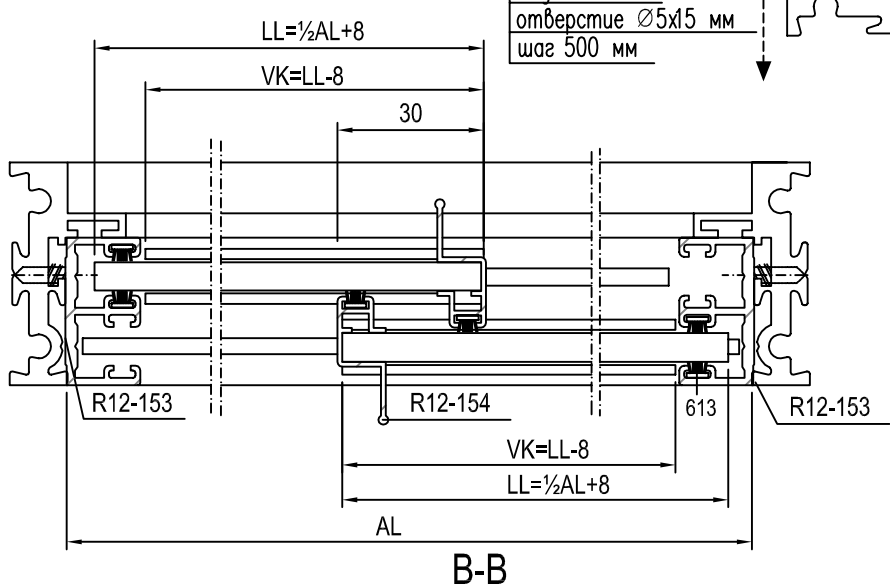 отверстие Ø5x15 мм
шаг 500 мм
LL=½AL+8
VK=LL-8
30
R12-153
R12-154
613
R12-153
VK=LL-8
LL=½AL+8
AL
B-B